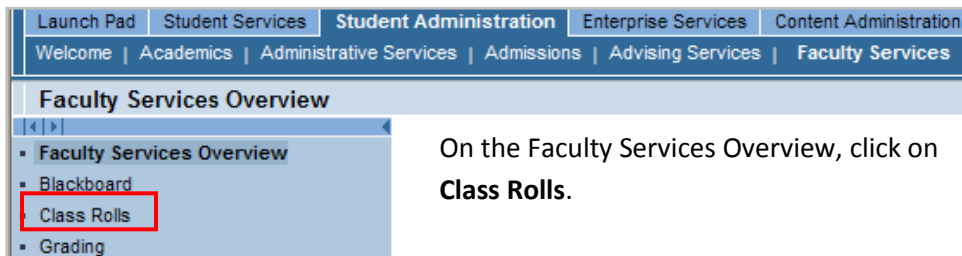 Launch Pad Student Services Student Administration Enterprise Services Content Administration
Welcome | Academics | Administrative Services | Admissions | Advising Services | Faculty Services
Faculty Services Overview
Faculty Services Overview
On the Faculty Services Overview, click on
Blackboard
Class Rolls.
Class Rolls
Grading